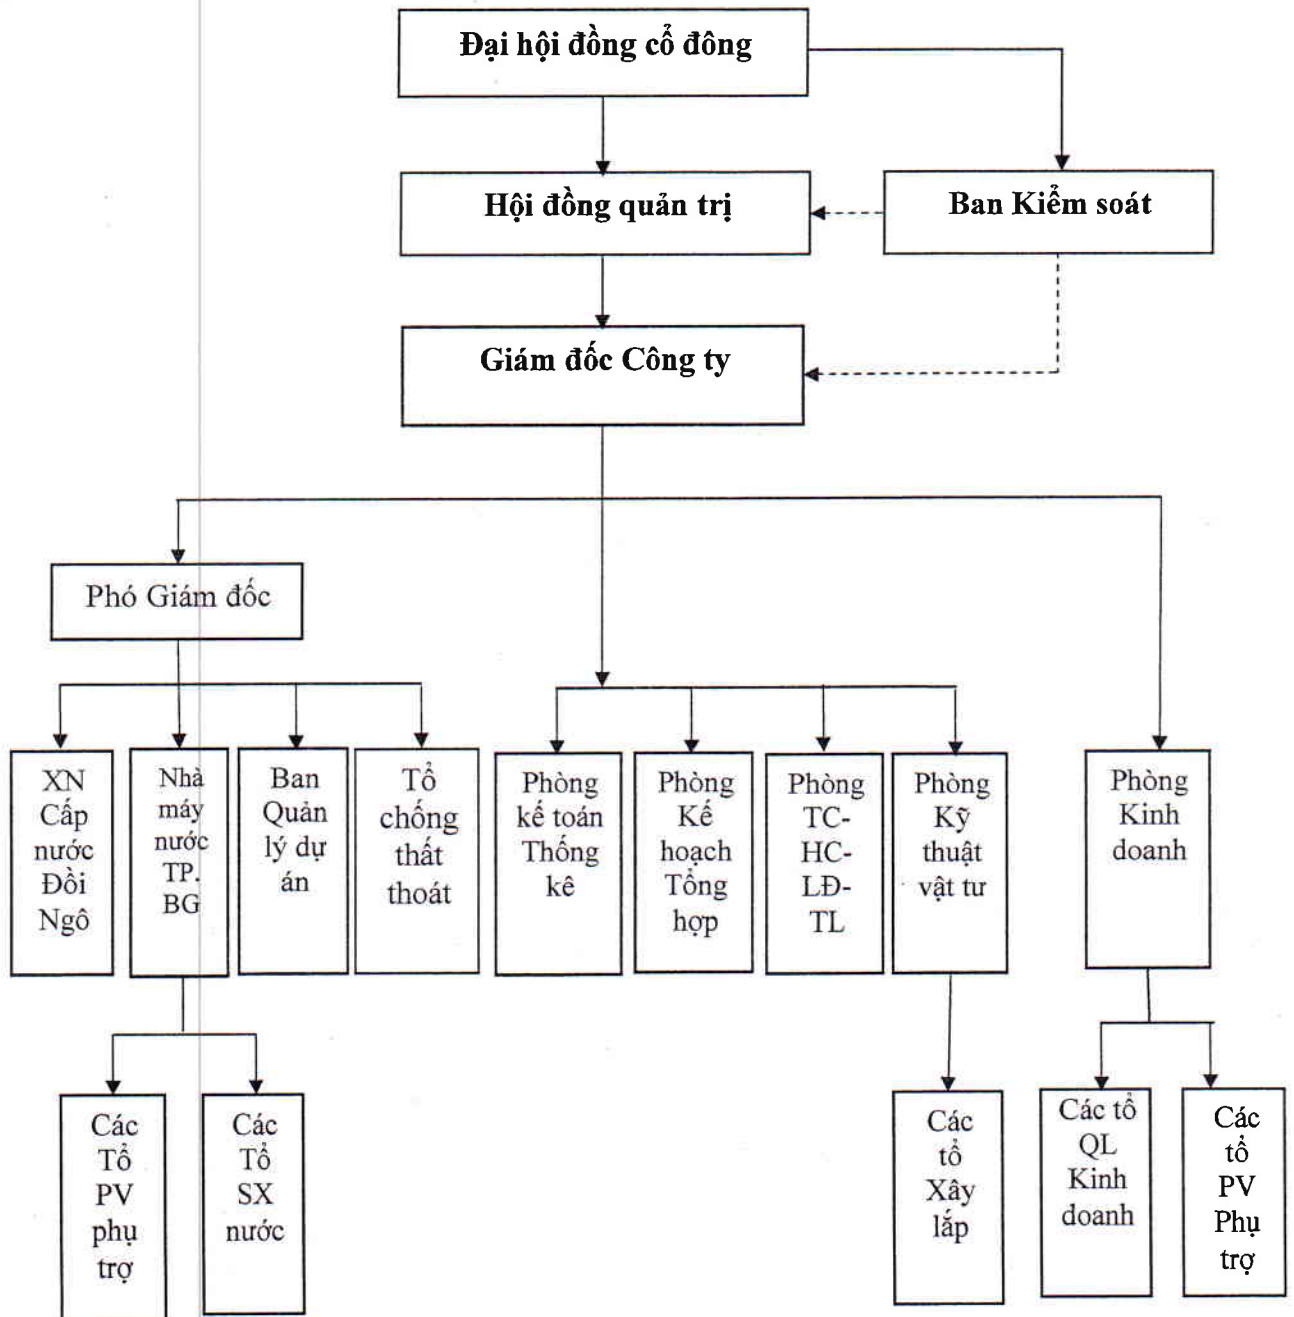 Đại hội đồng cổ đông
Hội đồng quản trị
Ban Kiểm soát
Giám đốc Công ty
Phó Giám đốc
XN
Cấp
nước
Đồi
Ngô
Nhà
máy
nước
TP.
BG
Ban
Quản
lý dự
án
Tổ
chống
thất
thoát
Phòng
kế toán
Thống
kê
Phòng
Kế
hoạch
Tổng
hợp
Phòng
TC-
HC-
LĐ-
TL
Phòng
Kỹ
thuật
vật tư
Phòng
Kinh
doanh
Các
Tổ
PV
phụ
trợ
Các
Tổ
SX
nước
Các
tổ
Xây
lắp
Các tổ
QL
Kinh
doanh
Các
tổ
PV
Phụ
trợ